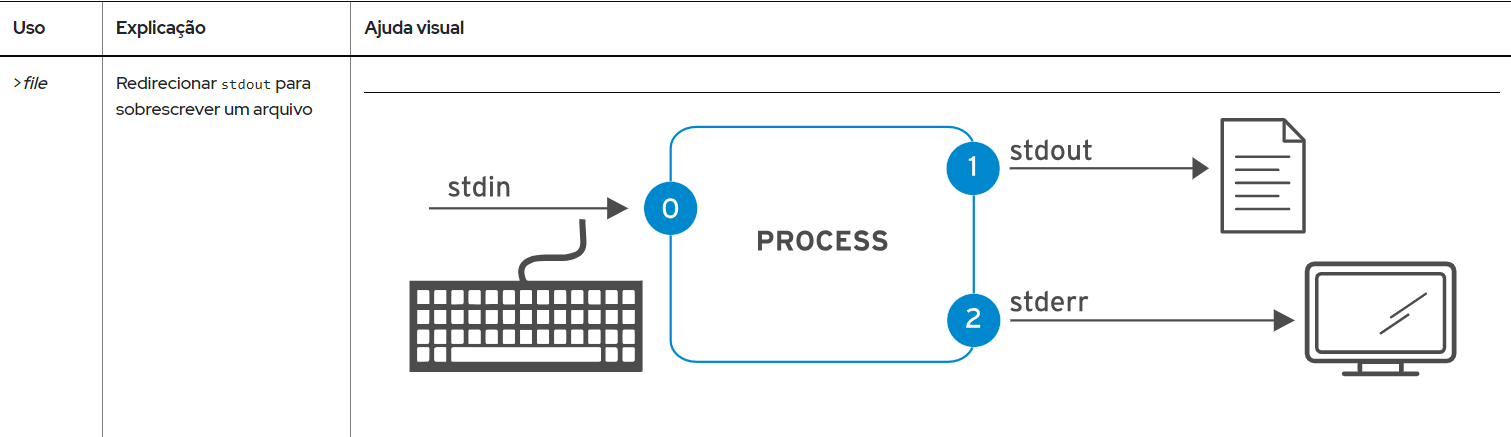 Uso
Explicação
Ajuda visual
>file
Redirecionar stdout para
sobrescrever um arquivo
stdin
0
PROCESS
1
stdout
2
stderr